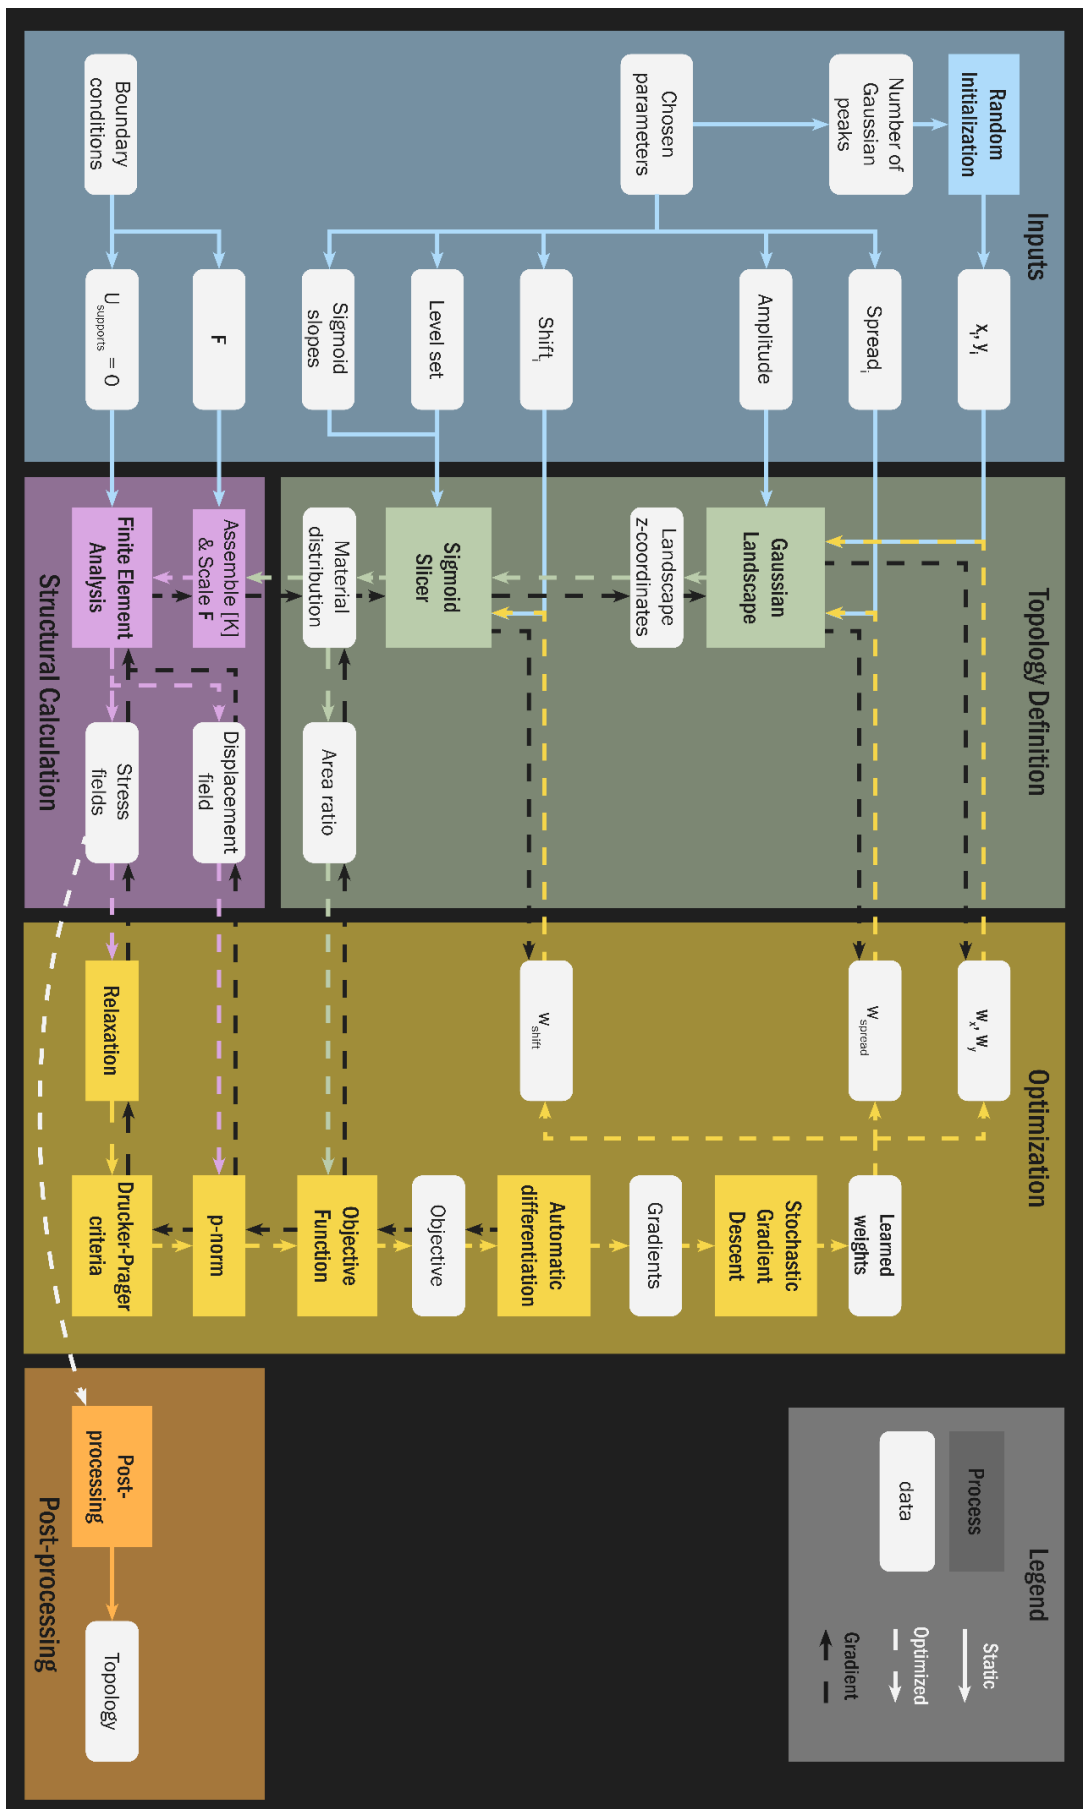 Inputs
Random
Initialization
Number of
Gaussian
peaks
Chosen
parameters
Boundary
conditions
xi, yi
Spreadi
Amplitude
Shifti
Level set
Sigmoid
slopes
F
Usupports = 0
Topology Definition
Gaussian
Landscape
Landscape
z-coordinates
Sigmoid
Slicer
Material
distribution
Area ratio
Structural Calculation
Assemble [K]
& Scale F
Finite Element
Analysis
Displacement
field
Stress
fields
Optimization
wx, wy
wspread
wshift
Relaxation
Learned
weights
Stochastic
Gradient
Descent
Gradients
Automatic
differentiation
Objective
Objective
Function
p-norm
Drucker-Prager
criteria
Legend
Process
data
Static
Optimized
Gradient
Post-processing
Post-
processing
Topology